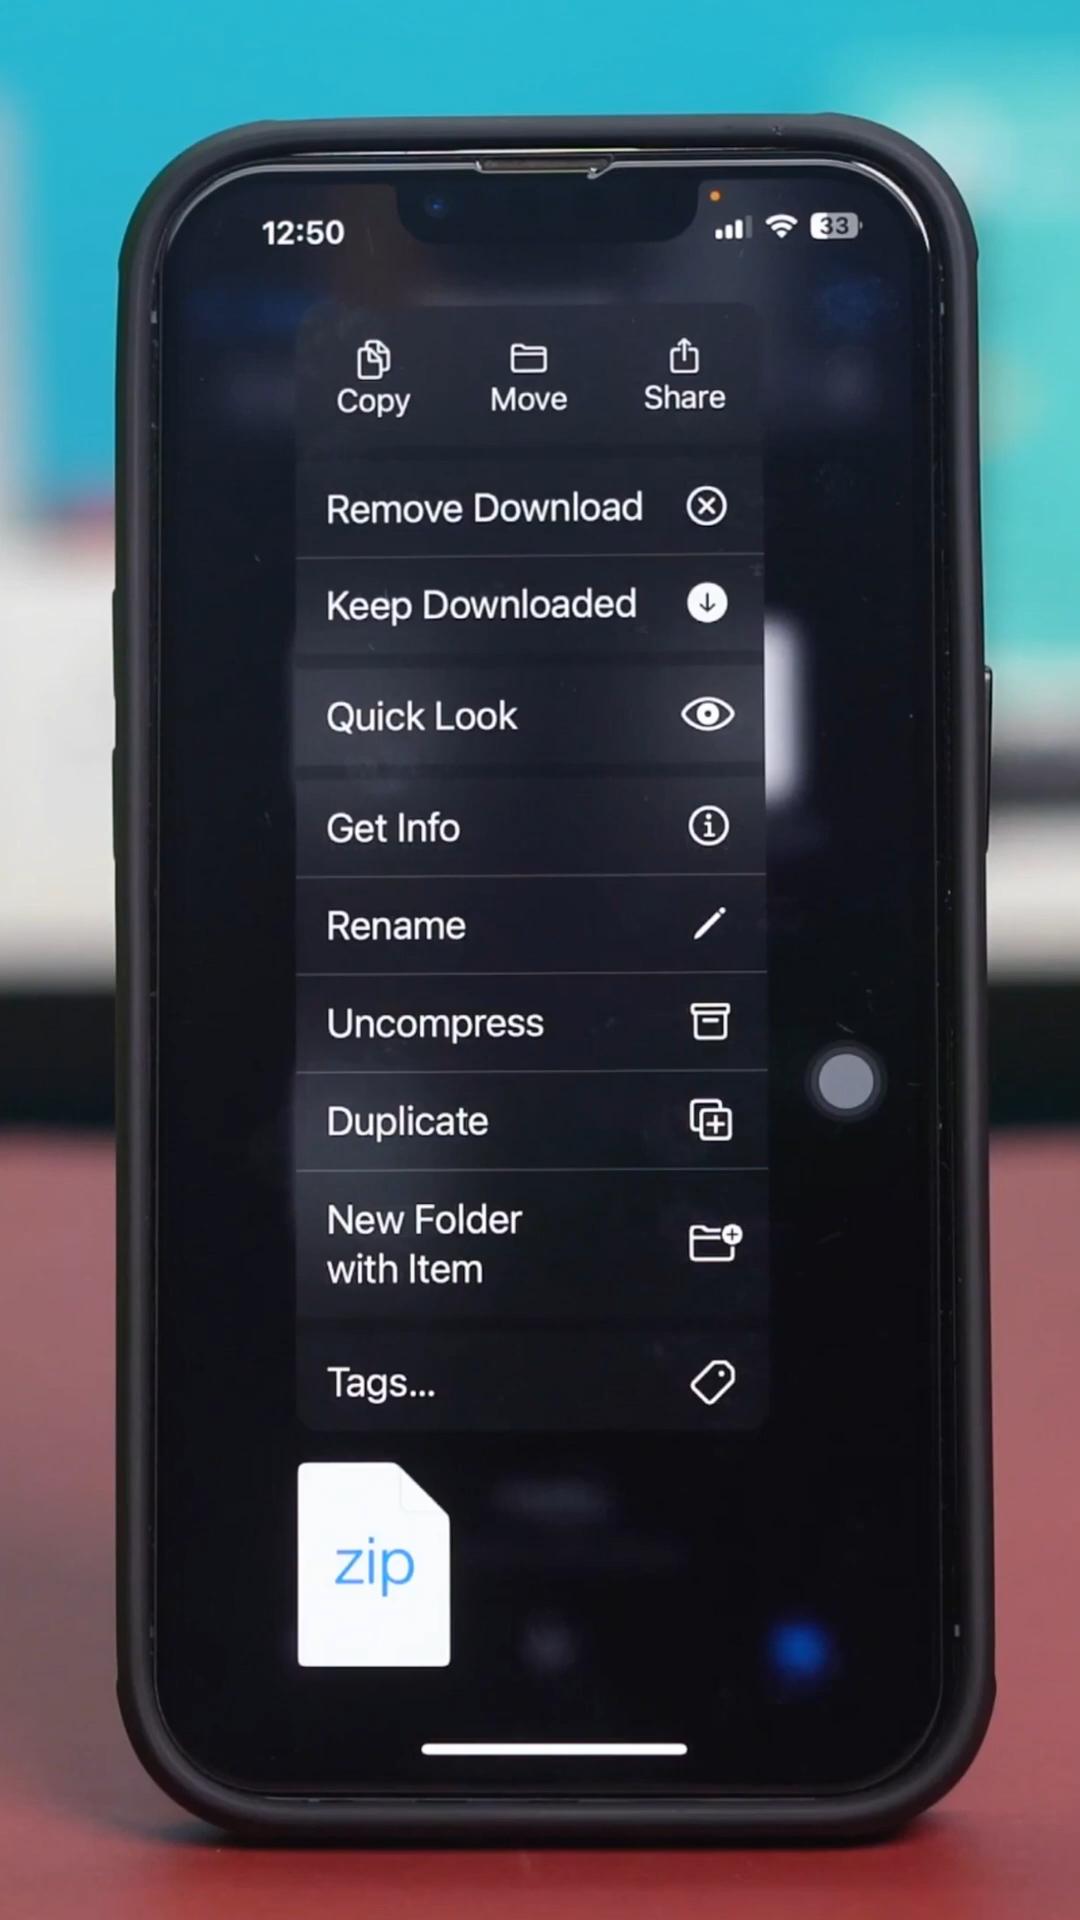 12:50
33
Copy
Move
Share
Remove Download
Keep Downloaded
Quick Look
Get Info
Rename
Uncompress
Duplicate
New Folder
with Item
Tags...
zip